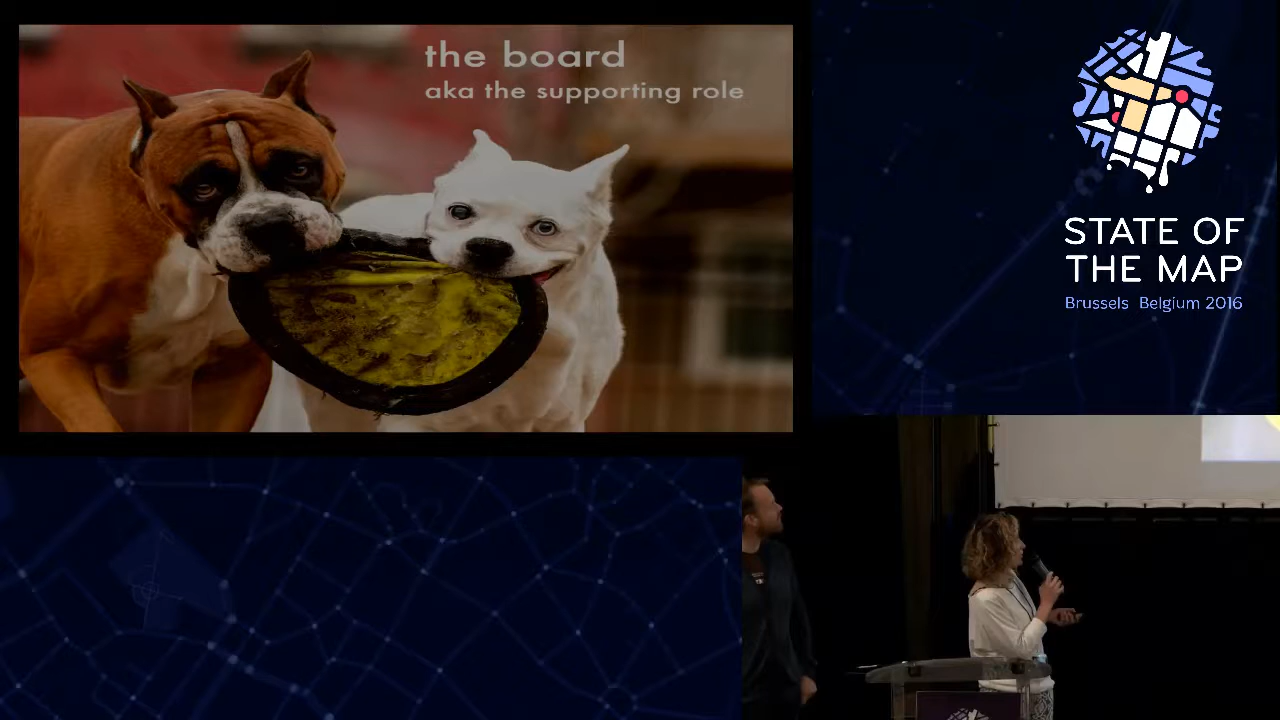 the board
aka the supporting role
STATE OF
THE MAP
Brussels Belgium 2016